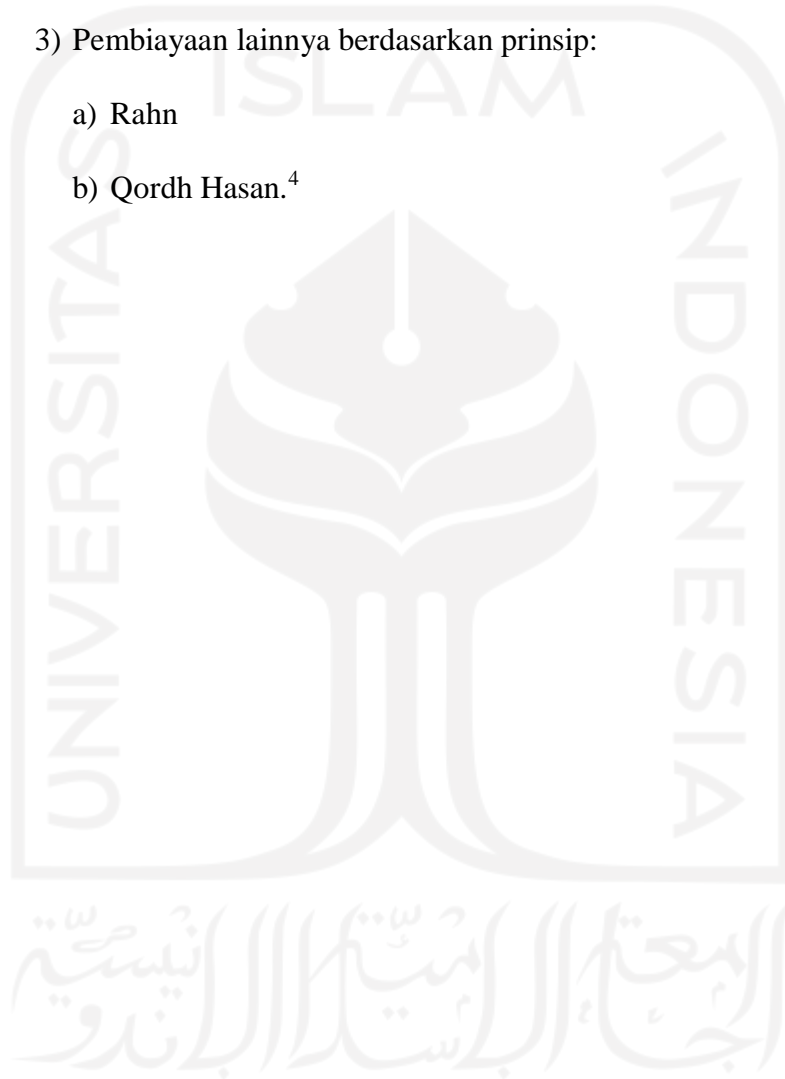 3) Pembiayaan lainnya berdasarkan prinsip:
a) Rahn
b) Qordh Hasan.4
ISLAM
UNIVERSITAS
INDONESIA